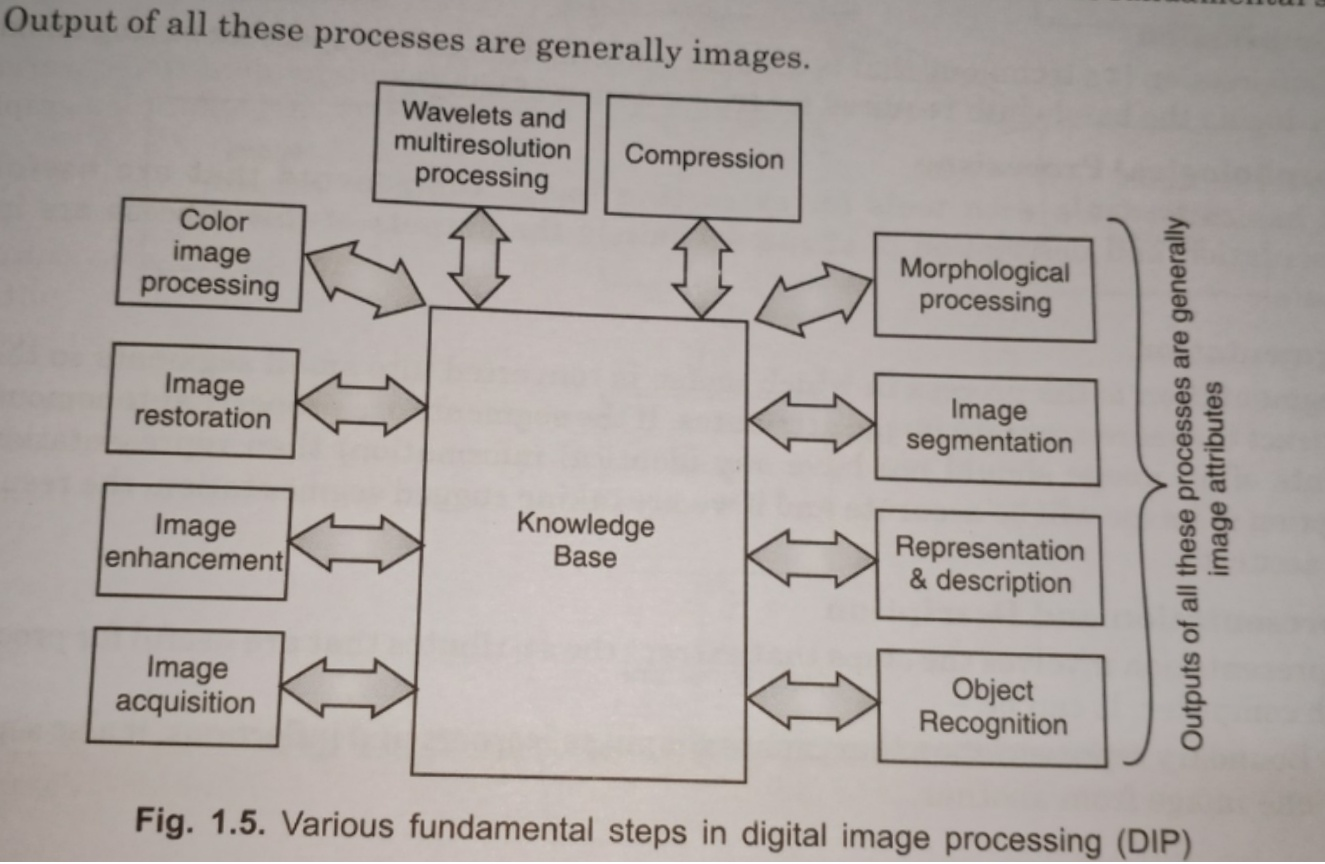 Output of all these processes are generally images.
Wavelets and
multiresolution
processing
Compression
Color
image
processing
Morphological
processing
Image
restoration
Image
segmentation
Knowledge
Base
Image
enhancement
Representation
& description
Image
acquisition
Object
Recognition
Outputs of all these processes are generally
image attributes
Fig. 1.5. Various fundamental steps in digital image processing (DIP)